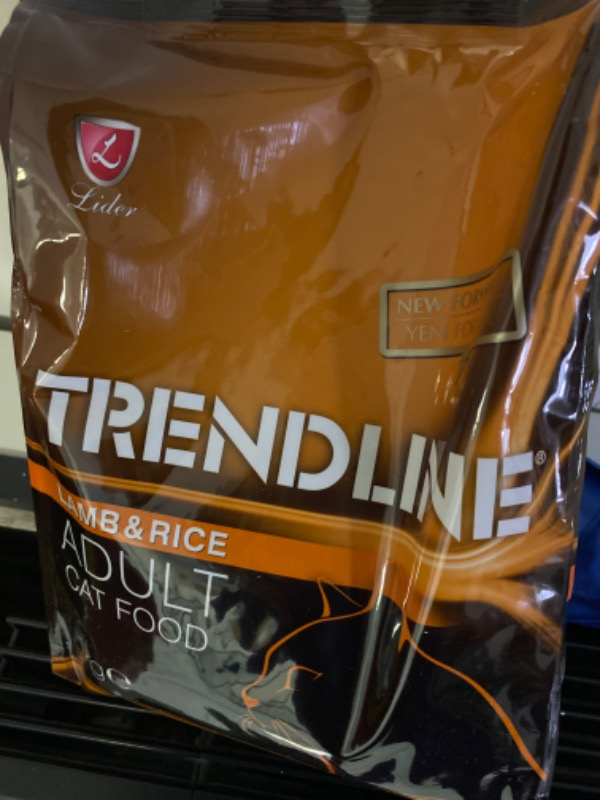 L
Lider
NEW
YENİ
TRENDLINE®
LAMB & RICE
ADULT
CAT FOOD